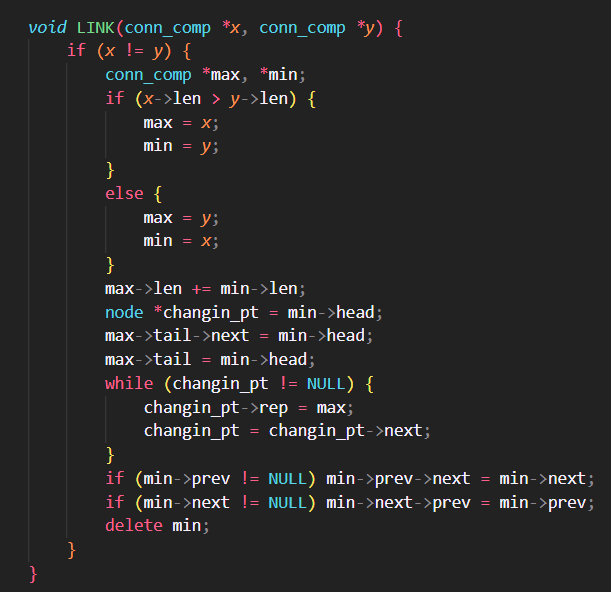 void LINK(conn_comp *x, conn_comp *y) {
    if (x != y) {
        conn_comp *max, *min;
        if (x->len > y->len) {
            max = x;
            min = y;
        }
        else {
            max = y;
            min = x;
        }
        max->len += min->len;
        node *changin_pt = min->head;
        max->tail->next = min->head;
        max->tail = min->head;
        while (changin_pt != NULL) {
            changin_pt->rep = max;
            changin_pt = changin_pt->next;
        }
        if (min->prev != NULL) min->prev->next = min->next;
        if (min->next != NULL) min->next->prev = min->prev;
        delete min;
    }
}